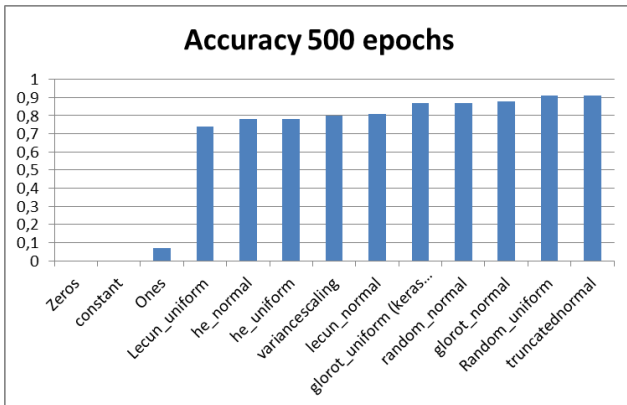 Accuracy 500 epochs
1
0,9
0,8
0,7
0,6
0,5
0,4
0,3
0,2
0,1
0
Zeros
constant
Ones
Lecun_uniform
he_normal
he_uniform
variancescaling
lecun_normal
glorot_uniform (keras...
random_normal
glorot_normal
Random_uniform
truncatednormal